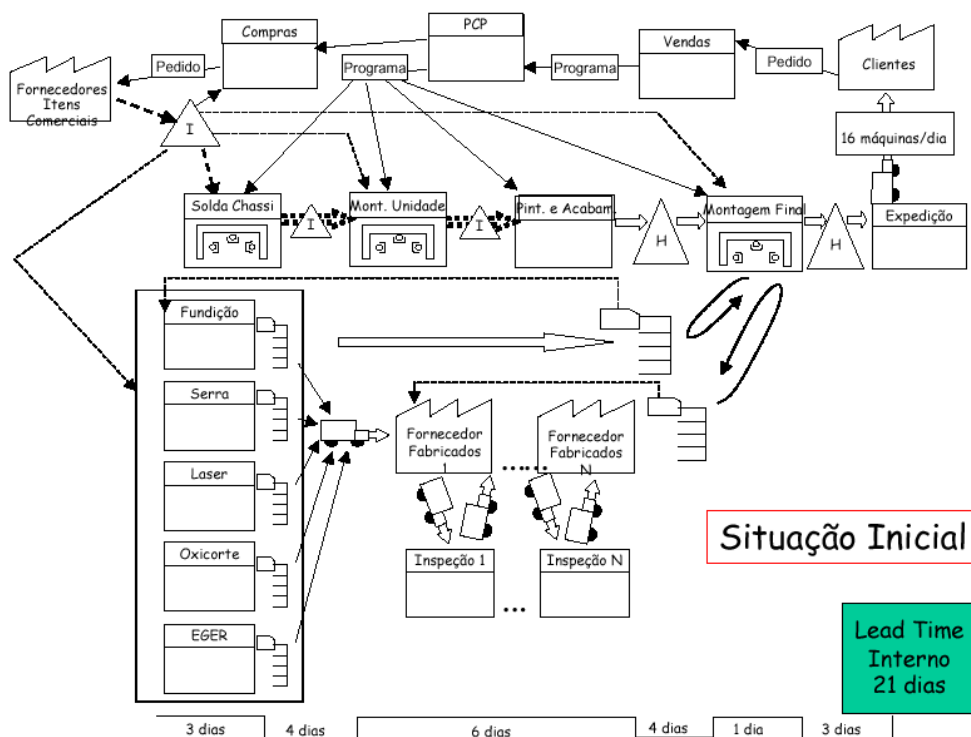 Compras
PCP
Vendas
Clientes
Pedido
Programa
Programa
Pedido
Fornecedores
Itens
Comerciais
I
16 máquinas/dia
Solda Chassi
I
Mont. Unidade
I
Pint. e Acabam.
H
Montagem Final
H
Expedição
Fundição
Serra
Laser
Oxicorte
EGER
Fornecedor
Fabricados
1
......
Fornecedor
Fabricados
N
Inspeção 1
...
Inspeção N
Situação Inicial
Lead Time
Interno
21 dias
3 dias
4 dias
6 dias
4 dias
1 dia
3 dias